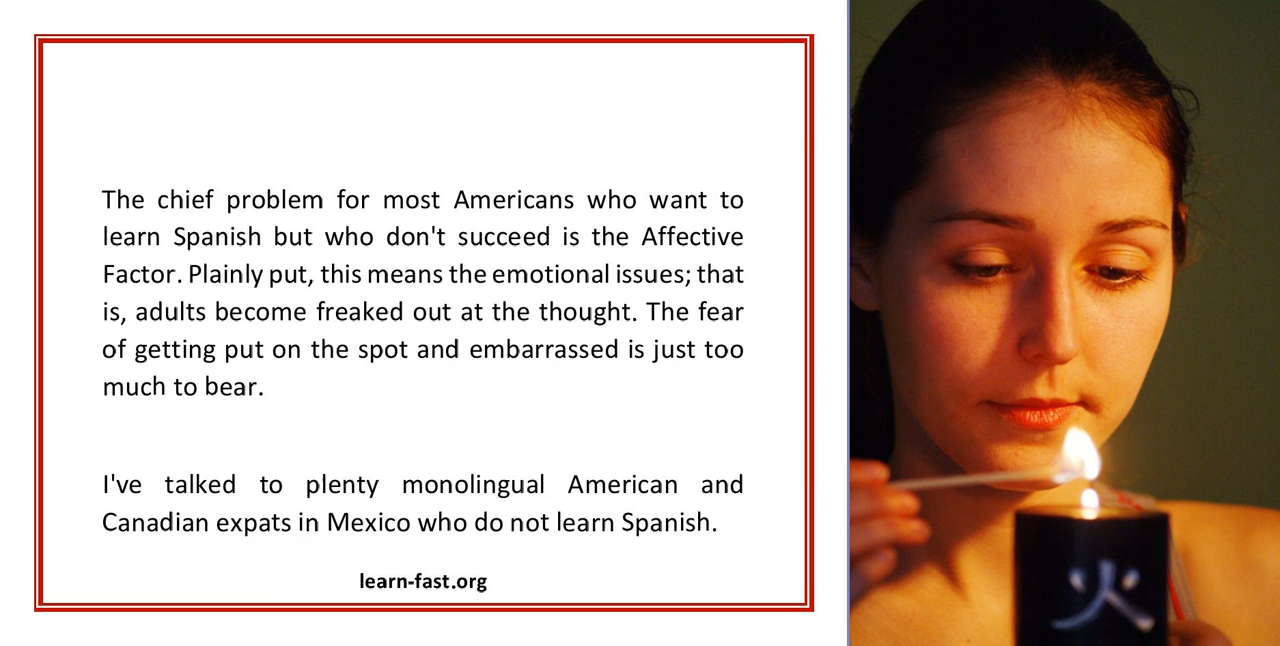 The chief problem for most Americans who want to
learn Spanish but who don't succeed is the Affective
Factor. Plainly put, this means the emotional issues; that
is, adults become freaked out at the thought. The fear
of getting put on the spot and embarrassed is just too
much to bear.
I've talked to plenty monolingual American and
Canadian expats in Mexico who do not learn Spanish.
learn-fast.org
火